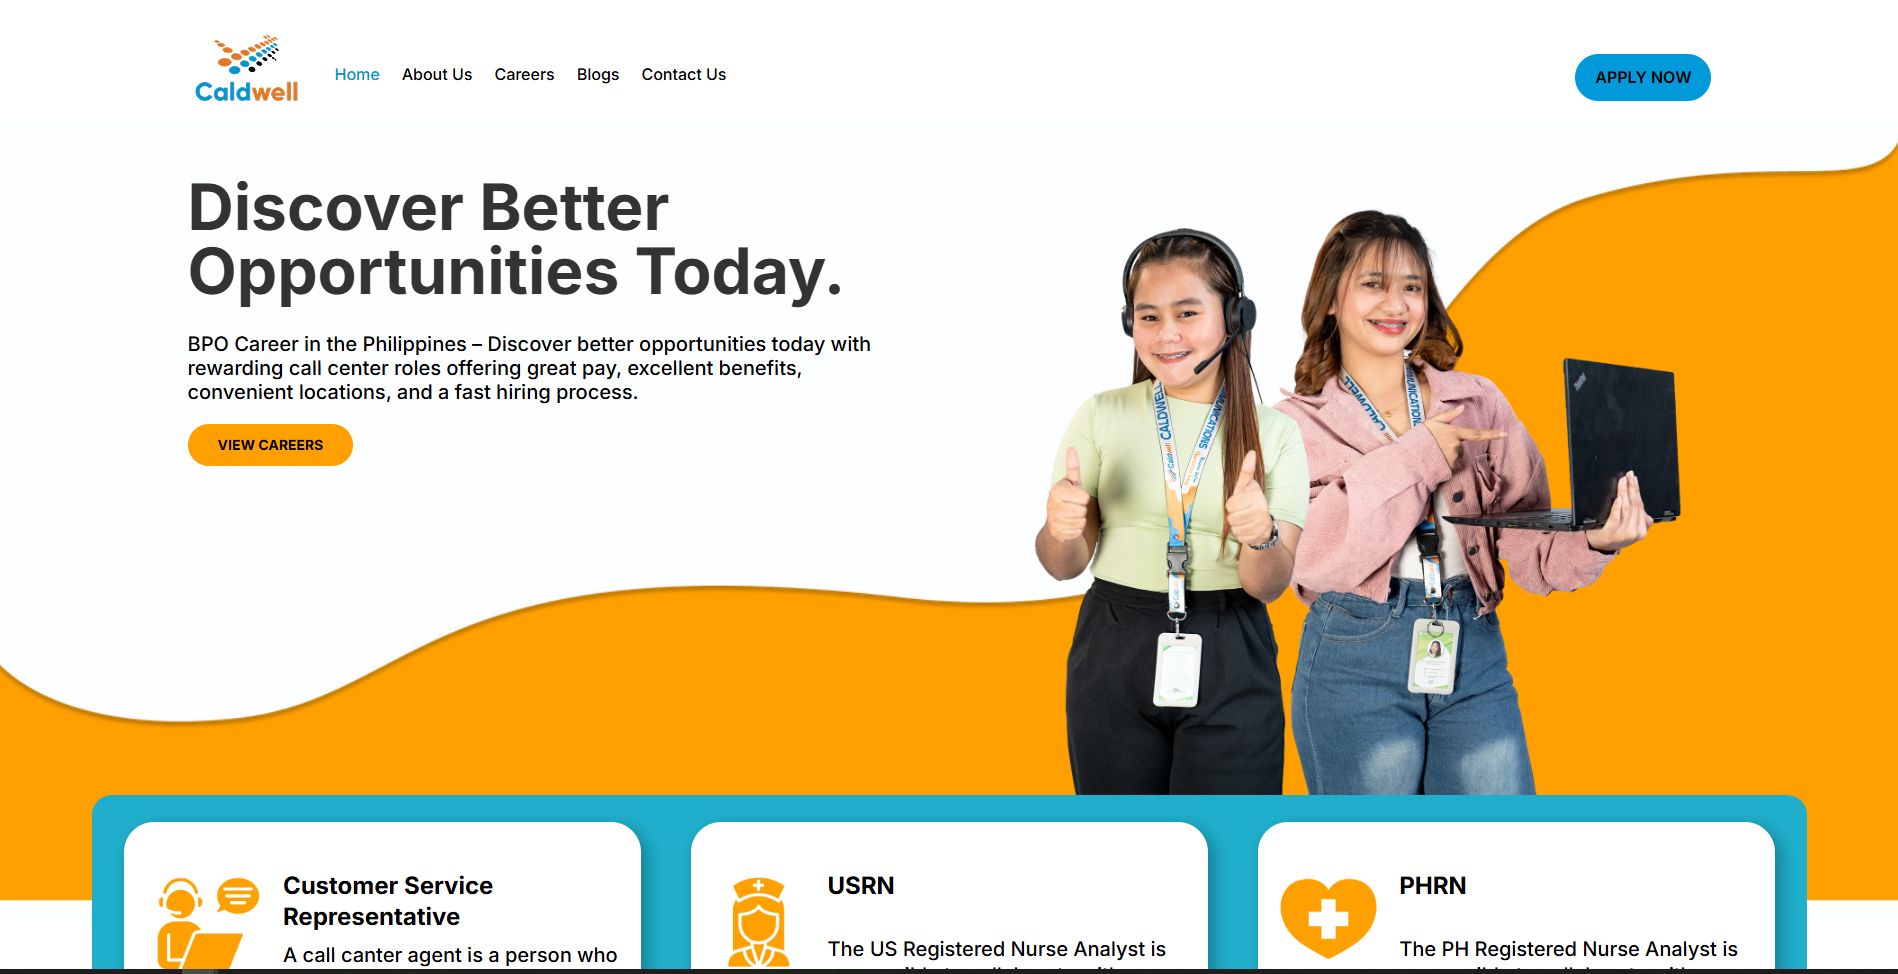 Caldwell
Home About Us Careers Blogs Contact Us
APPLY NOW
Discover Better
Opportunities Today.
BPO Career in the Philippines – Discover better opportunities today with
rewarding call center roles offering great pay, excellent benefits,
convenient locations, and a fast hiring process.
VIEW CAREERS
CALDWELL
CALDWELL
Caldwell
Customer Service
Representative
A call canter agent is a person who
USRN
The US Registered Nurse Analyst is
PHRN
The PH Registered Nurse Analyst is